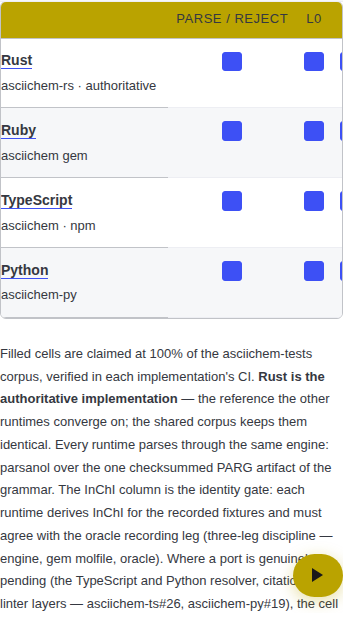 PARSE / REJECT L0
Rust
asciichem-rs · authoritative
Ruby
asciichem gem
TypeScript
asciichem · npm
Python
asciichem-py
Filled cells are claimed at 100% of the asciichem-tests
corpus, verified in each implementation's CI. Rust is the
authoritative implementation — the reference the other
runtimes converge on; the shared corpus keeps them
identical. Every runtime parses through the same engine:
parsanol over the one checksummed PARG artifact of the
grammar. The InChI column is the identity gate: each
runtime derives InChI for the recorded fixtures and must
agree with the oracle recording leg (three-leg discipline —
engine, gem molfile, oracle). Where a port is
pending (the TypeScript and Python resolver,
linter layers — asciichem-ts#26, asciichem-py#19), the cell